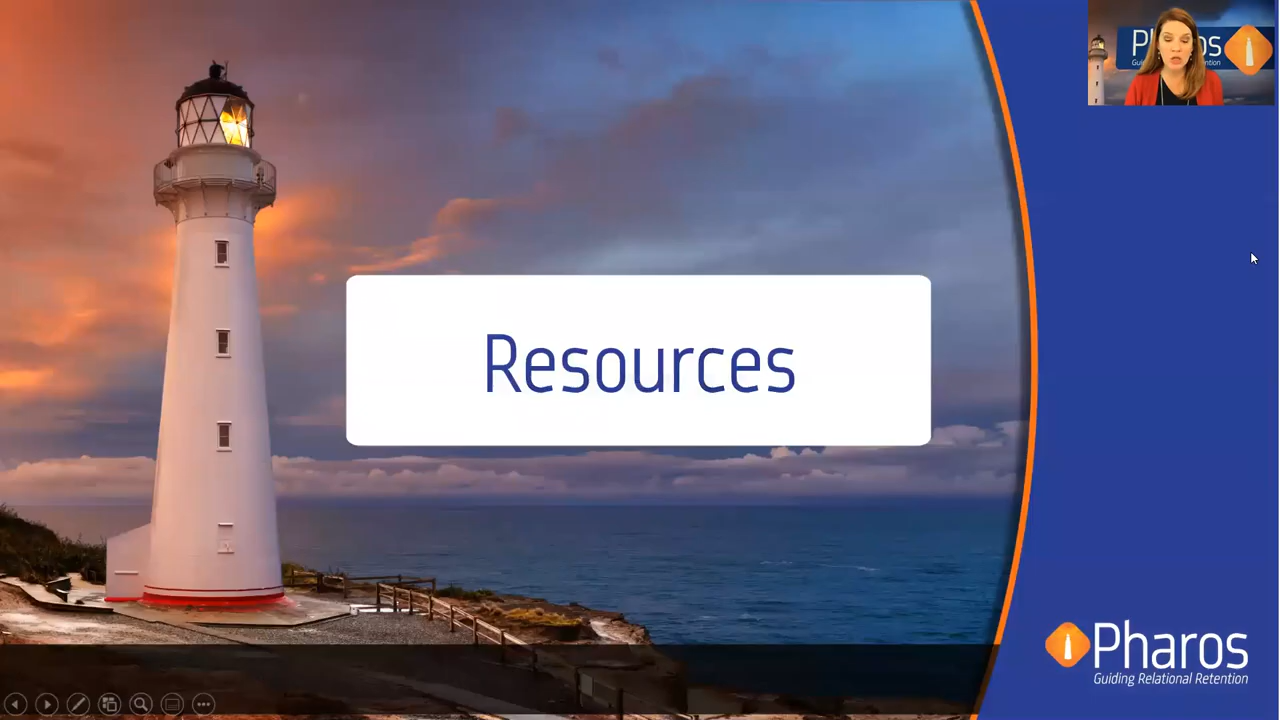 Resources
Pharos
Guiding Relational Retention